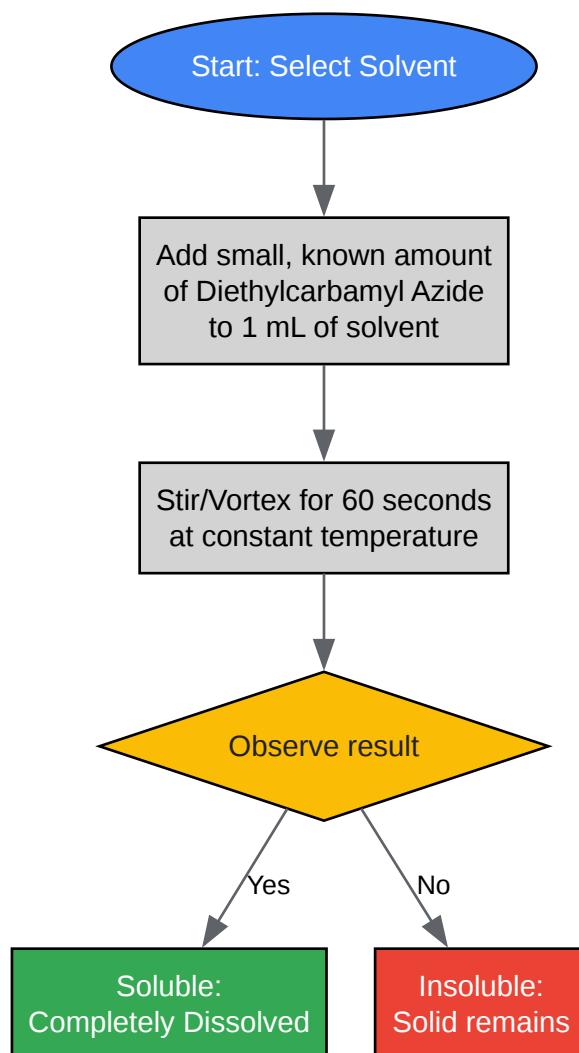 Start: Select Solvent
Add small, known amount
of Diethylcarbamyl Azide
to 1 mL of solvent
Stir/Vortex for 60 seconds
at constant temperature
Observe result
Yes
No
Soluble:
Completely Dissolved
Insoluble:
Solid remains